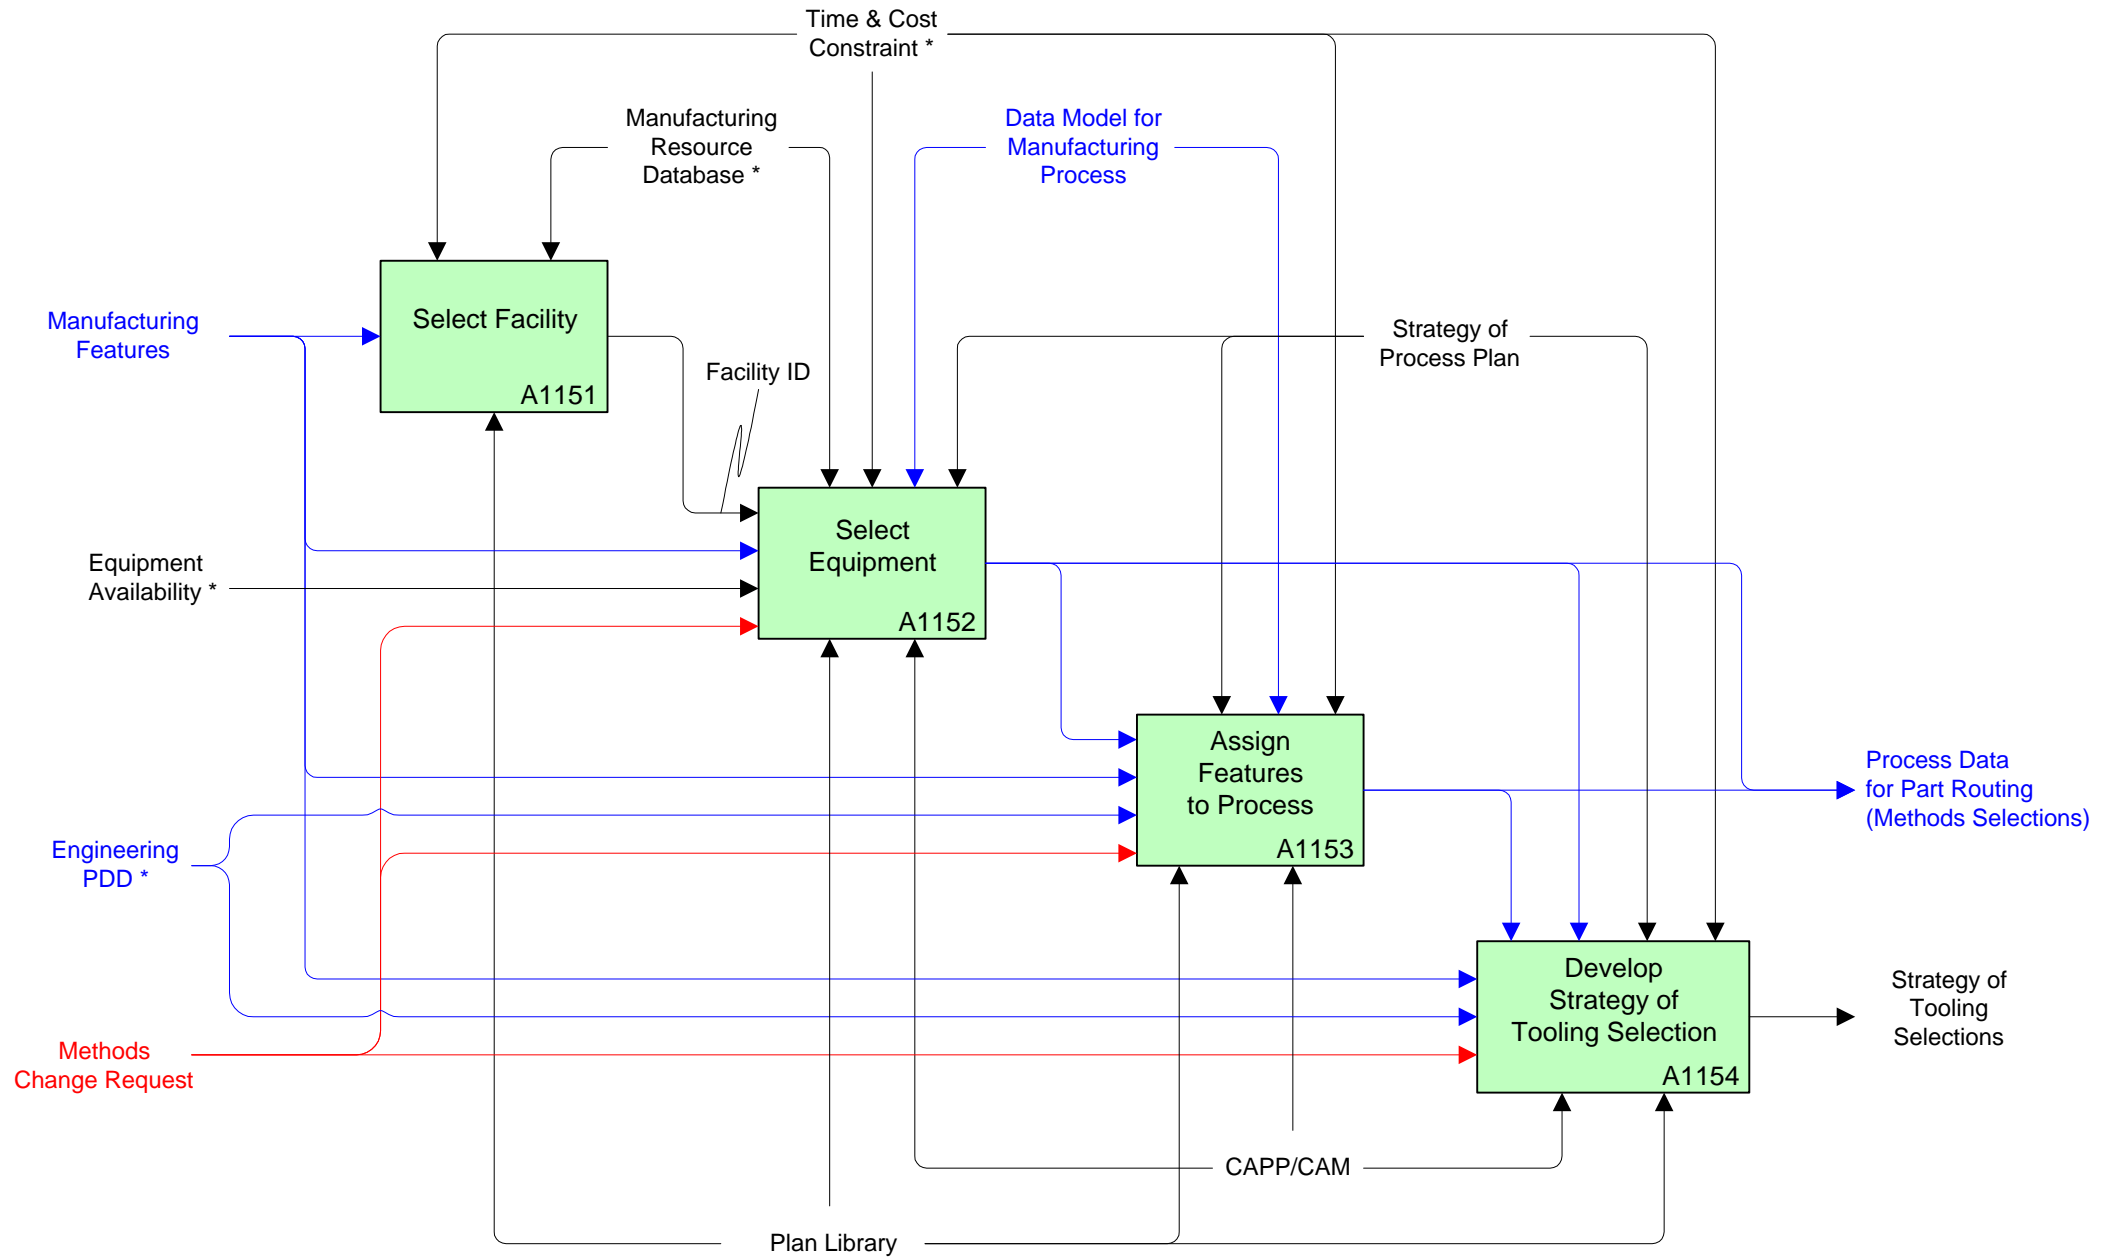 Time & Cost
Constraint *
Manufacturing
Resource
Database *
Data Model for
Manufacturing
Process
Select Facility
A1151
Manufacturing
Features
Strategy of
Process Plan
Facility ID
Select
Equipment
A1152
Equipment
Availability *
Assign
Features
to Process
A1153
Process Data
for Part Routing
(Methods Selections)
Engineering
PDD *
Develop
Strategy of
Tooling Selection
A1154
Strategy of
Tooling
Selections
Methods
Change Request
CAPP/CAM
Plan Library